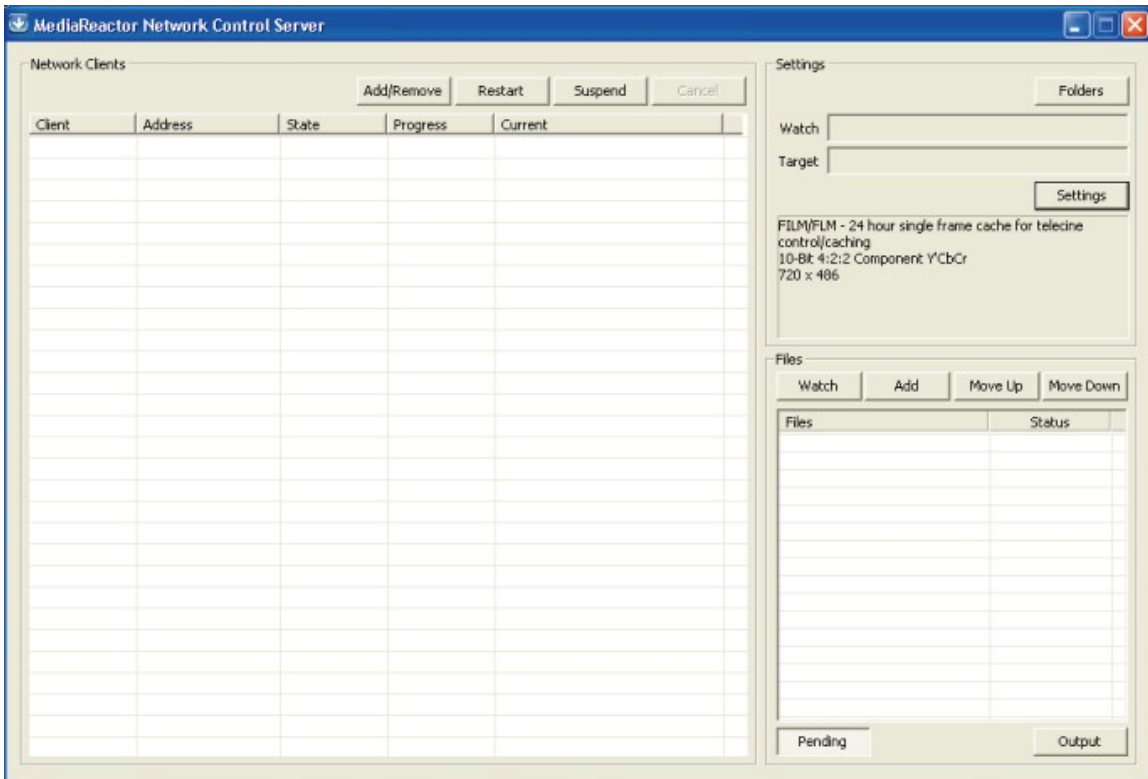 MediaReactor Network Control Server
Network Clients
Add/Remove Restart Suspend Cancel
Client Address State Progress Current
Settings
Folders
Watch
Target
Settings
FILM/FLM - 24 hour single frame cache for telecine
control/caching
10-Bit 4:2:2 Component Y'CbCr
720 x 486
Files
Watch Add Move Up Move Down
Files Status
Pending Output